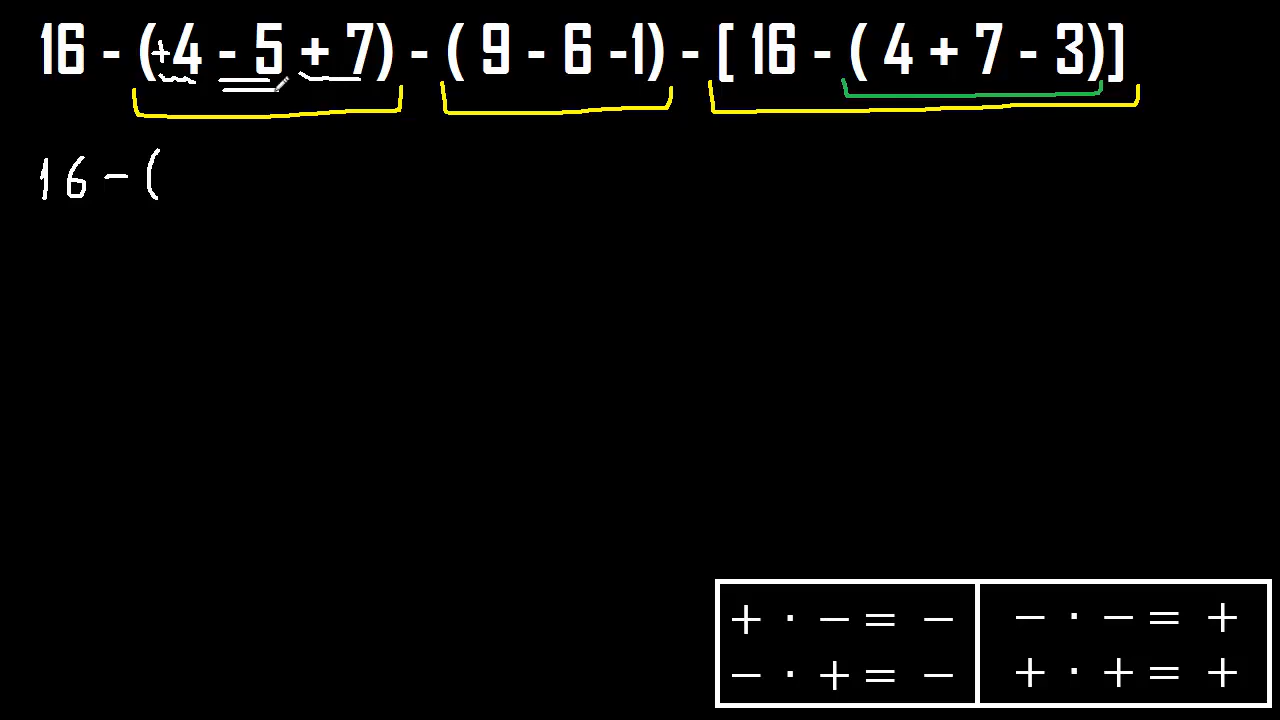 16 - (+4 - 5 + 7) - ( 9 - 6 -1) - [ 16 - ( 4 + 7 - 3)]
16 - (
+ · - = - - · - = +
- · + = - + · + = +